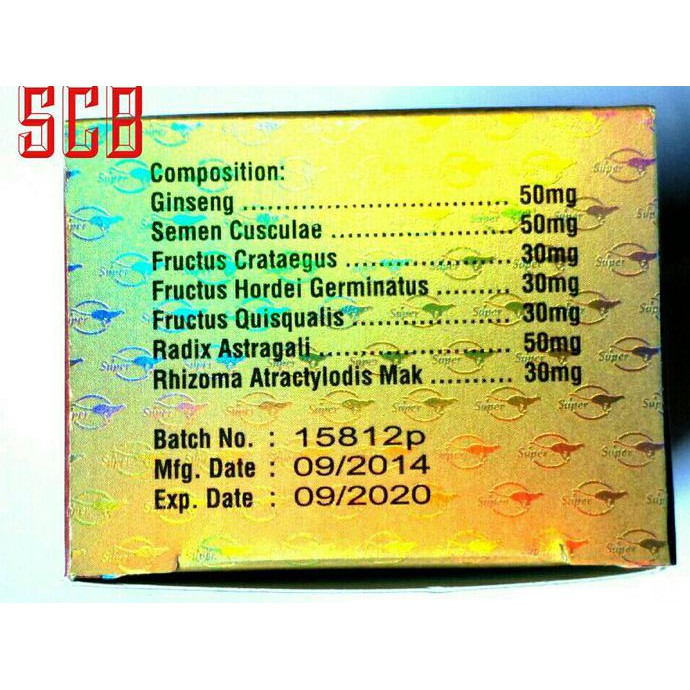 SCB
Composition:
Ginseng ................................ 50mg
Semen Cusculae .................... 50mg
Fructus Crataegus .................. 30mg
Fructus Hordei Germinatus ......... 30mg
Fructus Quisqualis ................. 30mg
Radix Astragali ...................... 50mg
Rhizoma Atractylodis Mak .......... 30mg
Batch No. : 15812p
Mfg. Date : 09/2014
Exp. Date : 09/2020
Super